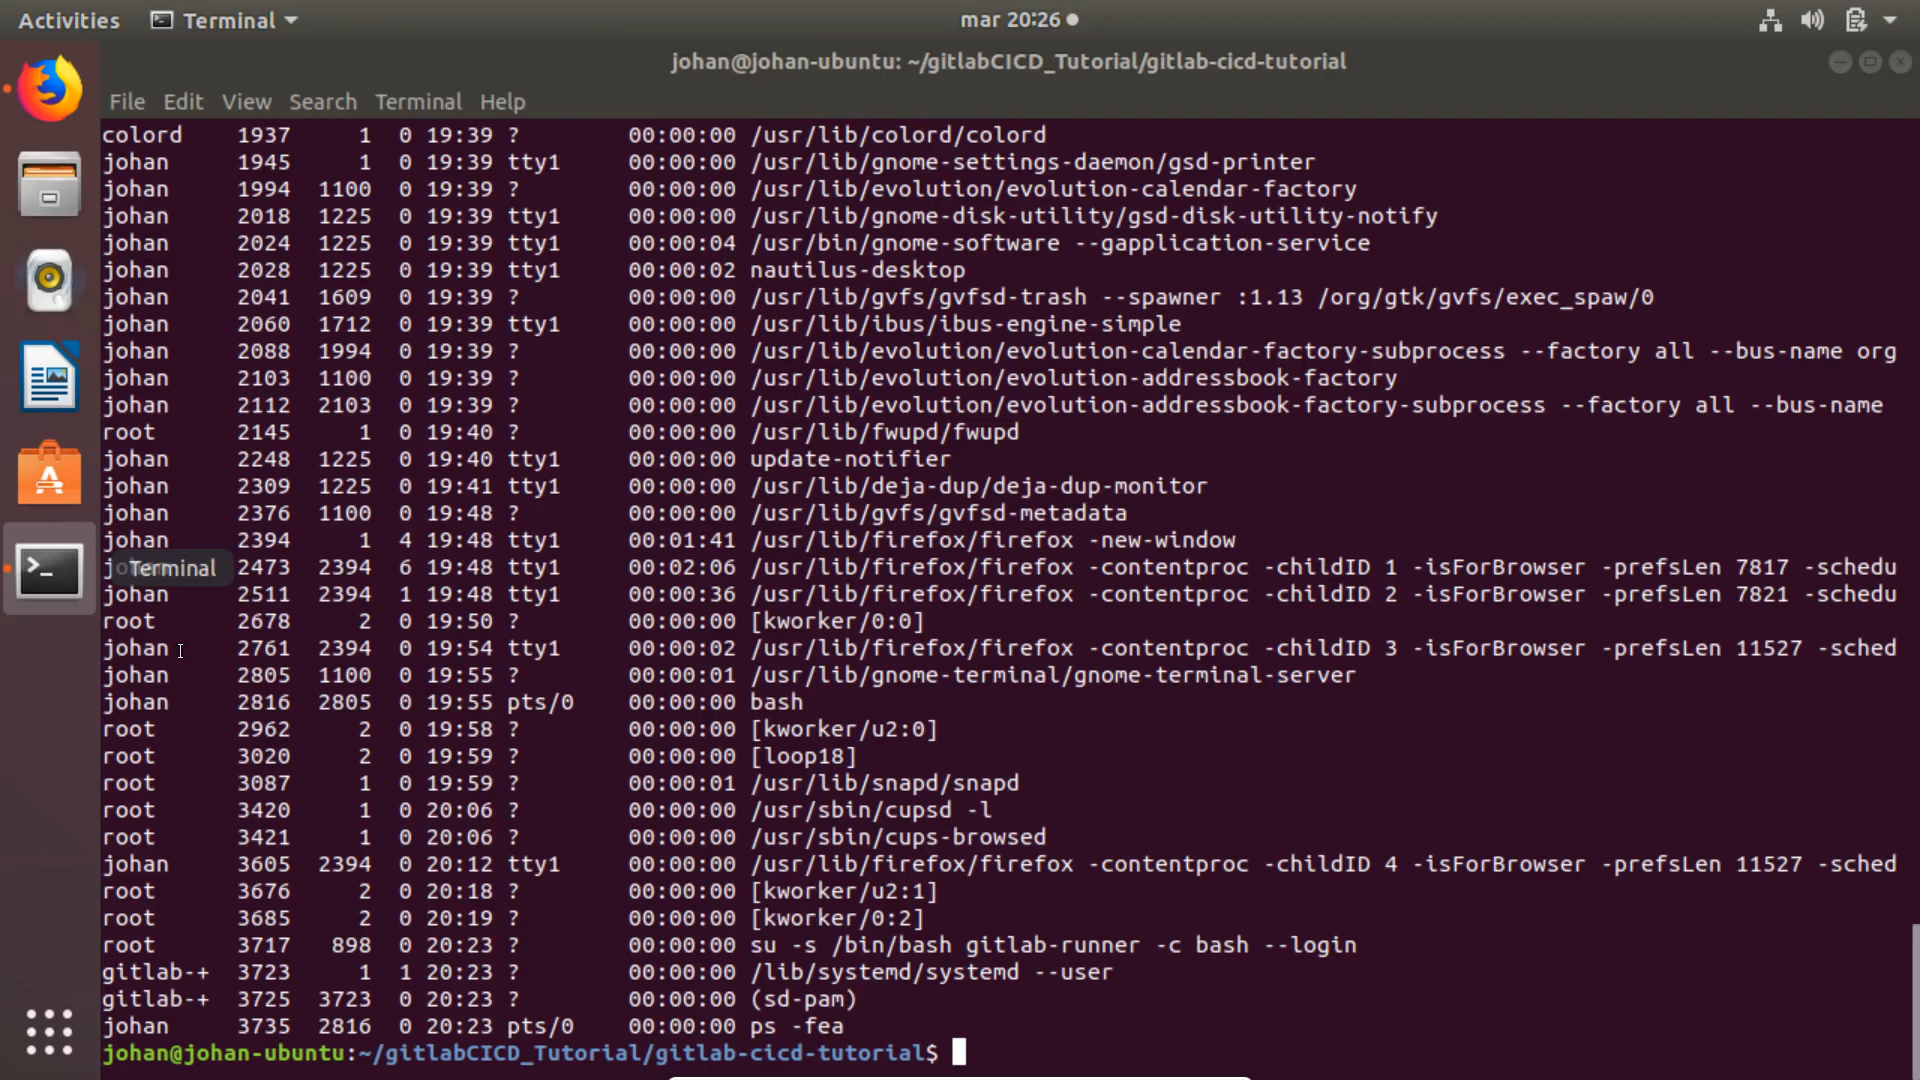 Activities Terminal mar 20:26
johan@johan-ubuntu: ~/gitlabCICD_Tutorial/gitlab-cicd-tutorial
File Edit View Search Terminal Help
colord 1937 1 0 19:39 ? 00:00:00 /usr/lib/colord/colord
johan 1945 1 0 19:39 tty1 00:00:00 /usr/lib/gnome-settings-daemon/gsd-printer
johan 1994 1100 0 19:39 ? 00:00:00 /usr/lib/evolution/evolution-calendar-factory
johan 2018 1225 0 19:39 tty1 00:00:00 /usr/lib/gnome-disk-utility/gsd-disk-utility-notify
johan 2024 1225 0 19:39 tty1 00:00:04 /usr/bin/gnome-software --gapplication-service
johan 2028 1225 0 19:39 tty1 00:00:02 nautilus-desktop
johan 2041 1609 0 19:39 ? 00:00:00 /usr/lib/gvfs/gvfsd-trash --spawner :1.13 /org/gtk/gvfs/exec_spaw/0
johan 2060 1712 0 19:39 tty1 00:00:00 /usr/lib/ibus/ibus-engine-simple
johan 2088 1994 0 19:39 ? 00:00:00 /usr/lib/evolution/evolution-calendar-factory-subprocess --factory all --bus-name org
johan 2103 1100 0 19:39 ? 00:00:00 /usr/lib/evolution/evolution-addressbook-factory
johan 2112 2103 0 19:39 ? 00:00:00 /usr/lib/evolution/evolution-addressbook-factory-subprocess --factory all --bus-name
root 2145 1 0 19:40 ? 00:00:00 /usr/lib/fwupd/fwupd
johan 2248 1225 0 19:40 tty1 00:00:00 update-notifier
johan 2309 1225 0 19:41 tty1 00:00:00 /usr/lib/deja-dup/deja-dup-monitor
johan 2376 1100 0 19:48 ? 00:00:00 /usr/lib/gvfs/gvfsd-metadata
johan 2394 1 4 19:48 tty1 00:01:41 /usr/lib/firefox/firefox -new-window
Terminal 2473 2394 6 19:48 tty1 00:02:06 /usr/lib/firefox/firefox -contentproc -childID 1 -isForBrowser -prefsLen 7817 -schedu
johan 2511 2394 1 19:48 tty1 00:00:36 /usr/lib/firefox/firefox -contentproc -childID 2 -isForBrowser -prefsLen 7821 -schedu
root 2678 2 0 19:50 ? 00:00:00 [kworker/0:0]
johan 2761 2394 0 19:54 tty1 00:00:02 /usr/lib/firefox/firefox -contentproc -childID 3 -isForBrowser -prefsLen 11527 -sched
johan 2805 1100 0 19:55 ? 00:00:01 /usr/lib/gnome-terminal/gnome-terminal-server
johan 2816 2805 0 19:55 pts/0 00:00:00 bash
root 2962 2 0 19:58 ? 00:00:00 [kworker/u2:0]
root 3020 2 0 19:59 ? 00:00:00 [loop18]
root 3087 1 0 19:59 ? 00:00:01 /usr/lib/snapd/snapd
root 3420 1 0 20:06 ? 00:00:00 /usr/sbin/cupsd -l
root 3421 1 0 20:06 ? 00:00:00 /usr/sbin/cups-browsed
johan 3605 2394 0 20:12 tty1 00:00:00 /usr/lib/firefox/firefox -contentproc -childID 4 -isForBrowser -prefsLen 11527 -sched
root 3676 2 0 20:18 ? 00:00:00 [kworker/u2:1]
root 3685 2 0 20:19 ? 00:00:00 [kworker/0:2]
root 3717 898 0 20:23 ? 00:00:00 su -s /bin/bash gitlab-runner -c bash --login
gitlab-+ 3723 1 1 20:23 ? 00:00:00 /lib/systemd/systemd --user
gitlab-+ 3725 3723 0 20:23 ? 00:00:00 (sd-pam)
johan 3735 2816 0 20:23 pts/0 00:00:00 ps -fea
johan@johan-ubuntu:~/gitlabCICD_Tutorial/gitlab-cicd-tutorial$